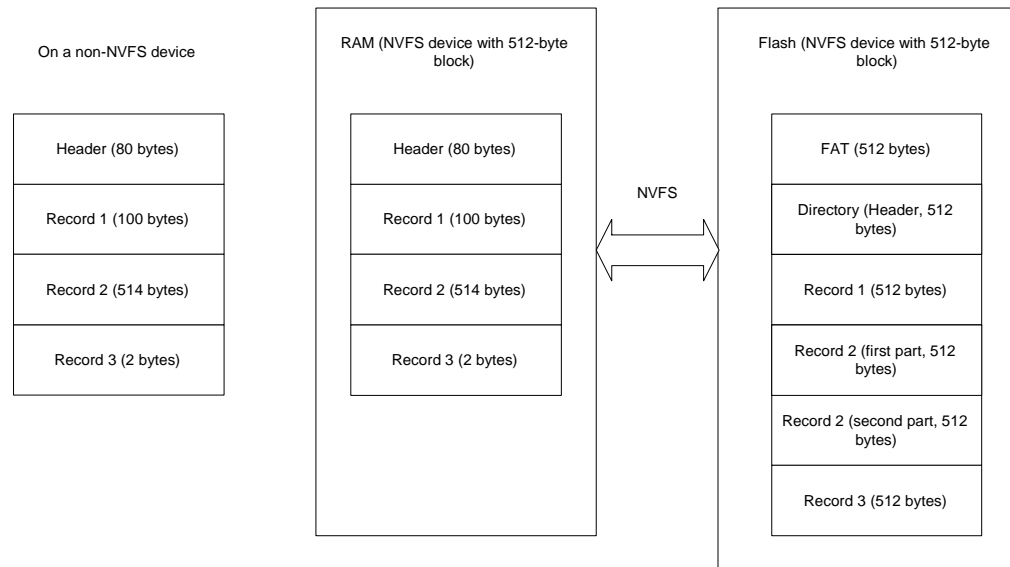 On a non-NVFS device
Header (80 bytes)
Record 1 (100 bytes)
Record 2 (514 bytes)
Record 3 (2 bytes)
RAM (NVFS device with 512-byte
block)
Header (80 bytes)
Record 1 (100 bytes)
Record 2 (514 bytes)
Record 3 (2 bytes)
NVFS
Flash (NVFS device with 512-byte
block)
FAT (512 bytes)
Directory (Header, 512
bytes)
Record 1 (512 bytes)
Record 2 (first part, 512
bytes)
Record 2 (second part, 512
bytes)
Record 3 (512 bytes)